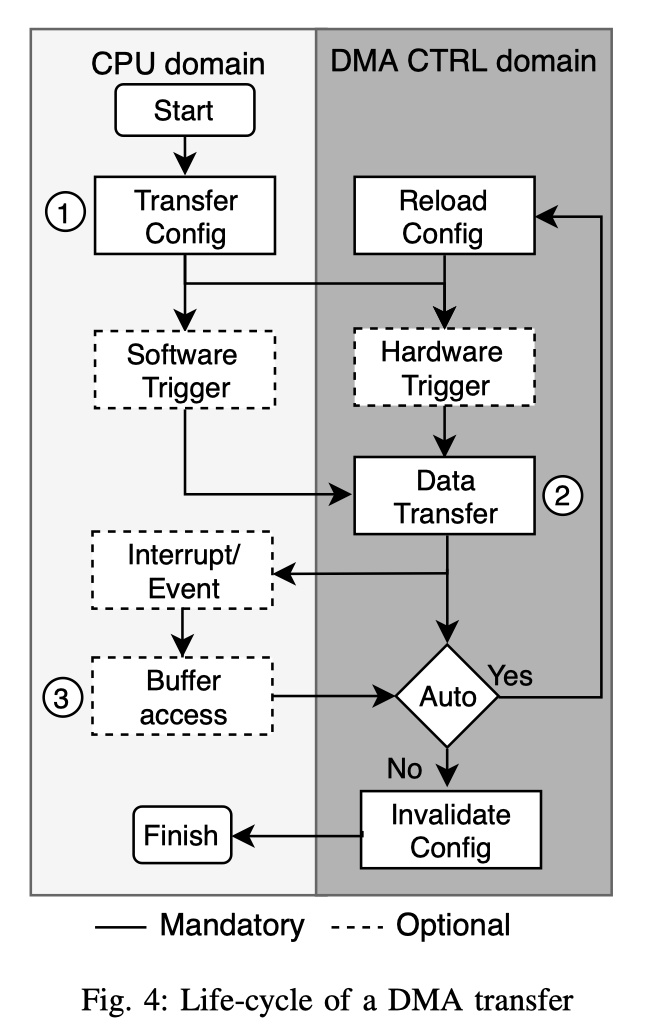 CPU domain
DMA CTRL domain
Start
1
Transfer
Config
Reload
Config
Software
Trigger
Hardware
Trigger
Data
Transfer
2
Interrupt/
Event
3
Buffer
access
Auto
Yes
No
Invalidate
Config
Finish
Mandatory
Optional
Fig. 4: Life-cycle of a DMA transfer